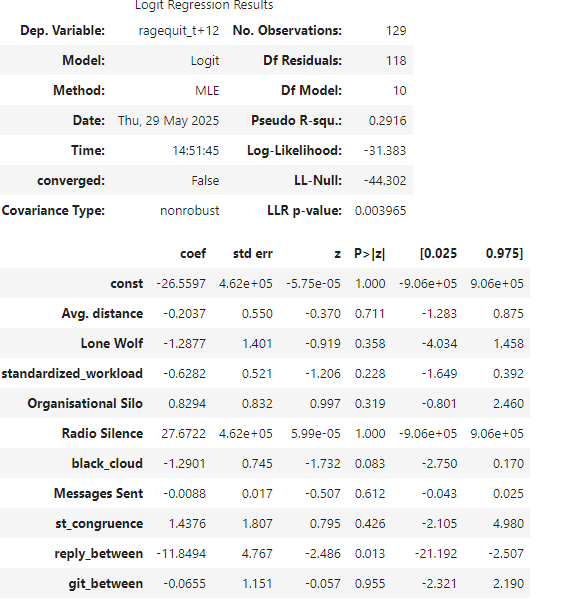 Logit Regression Results
Dep. Variable: ragequit_t+12 No. Observations: 129
Model: Logit Df Residuals: 118
Method: MLE Df Model: 10
Date: Thu, 29 May 2025 Pseudo R-squ.: 0.2916
Time: 14:51:45 Log-Likelihood: -31.383
converged: False LL-Null: -44.302
Covariance Type: nonrobust LLR p-value: 0.003965
coef std err z P>|z| [0.025 0.975]
const -26.5597 4.62e+05 -5.75e-05 1.000 -9.06e+05 9.06e+05
Avg. distance -0.2037 0.550 -0.370 0.711 -1.283 0.875
Lone Wolf -1.2877 1.401 -0.919 0.358 -4.034 1.458
standardized_workload -0.6282 0.521 -1.206 0.228 -1.649 0.392
Organisational Silo 0.8294 0.832 0.997 0.319 -0.801 2.460
Radio Silence 27.6722 4.62e+05 5.99e-05 1.000 -9.06e+05 9.06e+05
black_cloud -1.2901 0.745 -1.732 0.083 -2.750 0.170
Messages Sent -0.0088 0.017 -0.507 0.612 -0.043 0.025
st_congruence 1.4376 1.807 0.795 0.426 -2.105 4.980
reply_between -11.8494 4.767 -2.486 0.013 -21.192 -2.507
git_between -0.0655 1.151 -0.057 0.955 -2.321 2.190